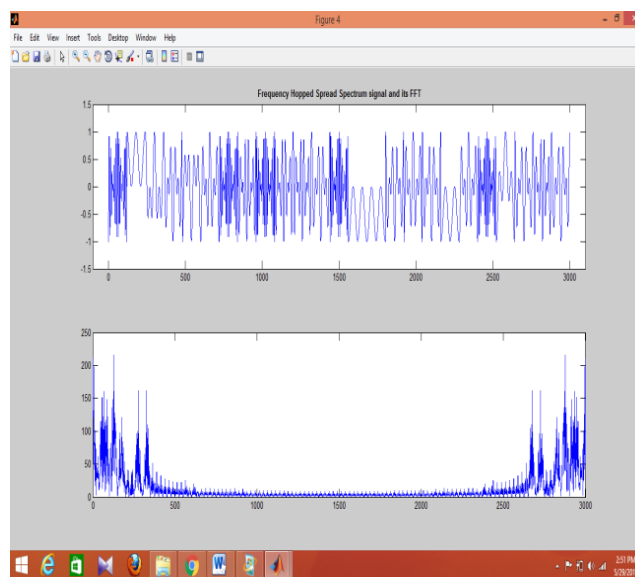 Figure 4
File Edit View Insert Tools Desktop Window Help
Frequency Hopped Spread Spectrum signal and its FFT
1.5
1
0.5
0
-0.5
-1
-1.5
0 500 1000 1500 2000 2500 3000
250
200
150
100
50
0
0 500 1000 1500 2000 2500 3000
2:51 PM